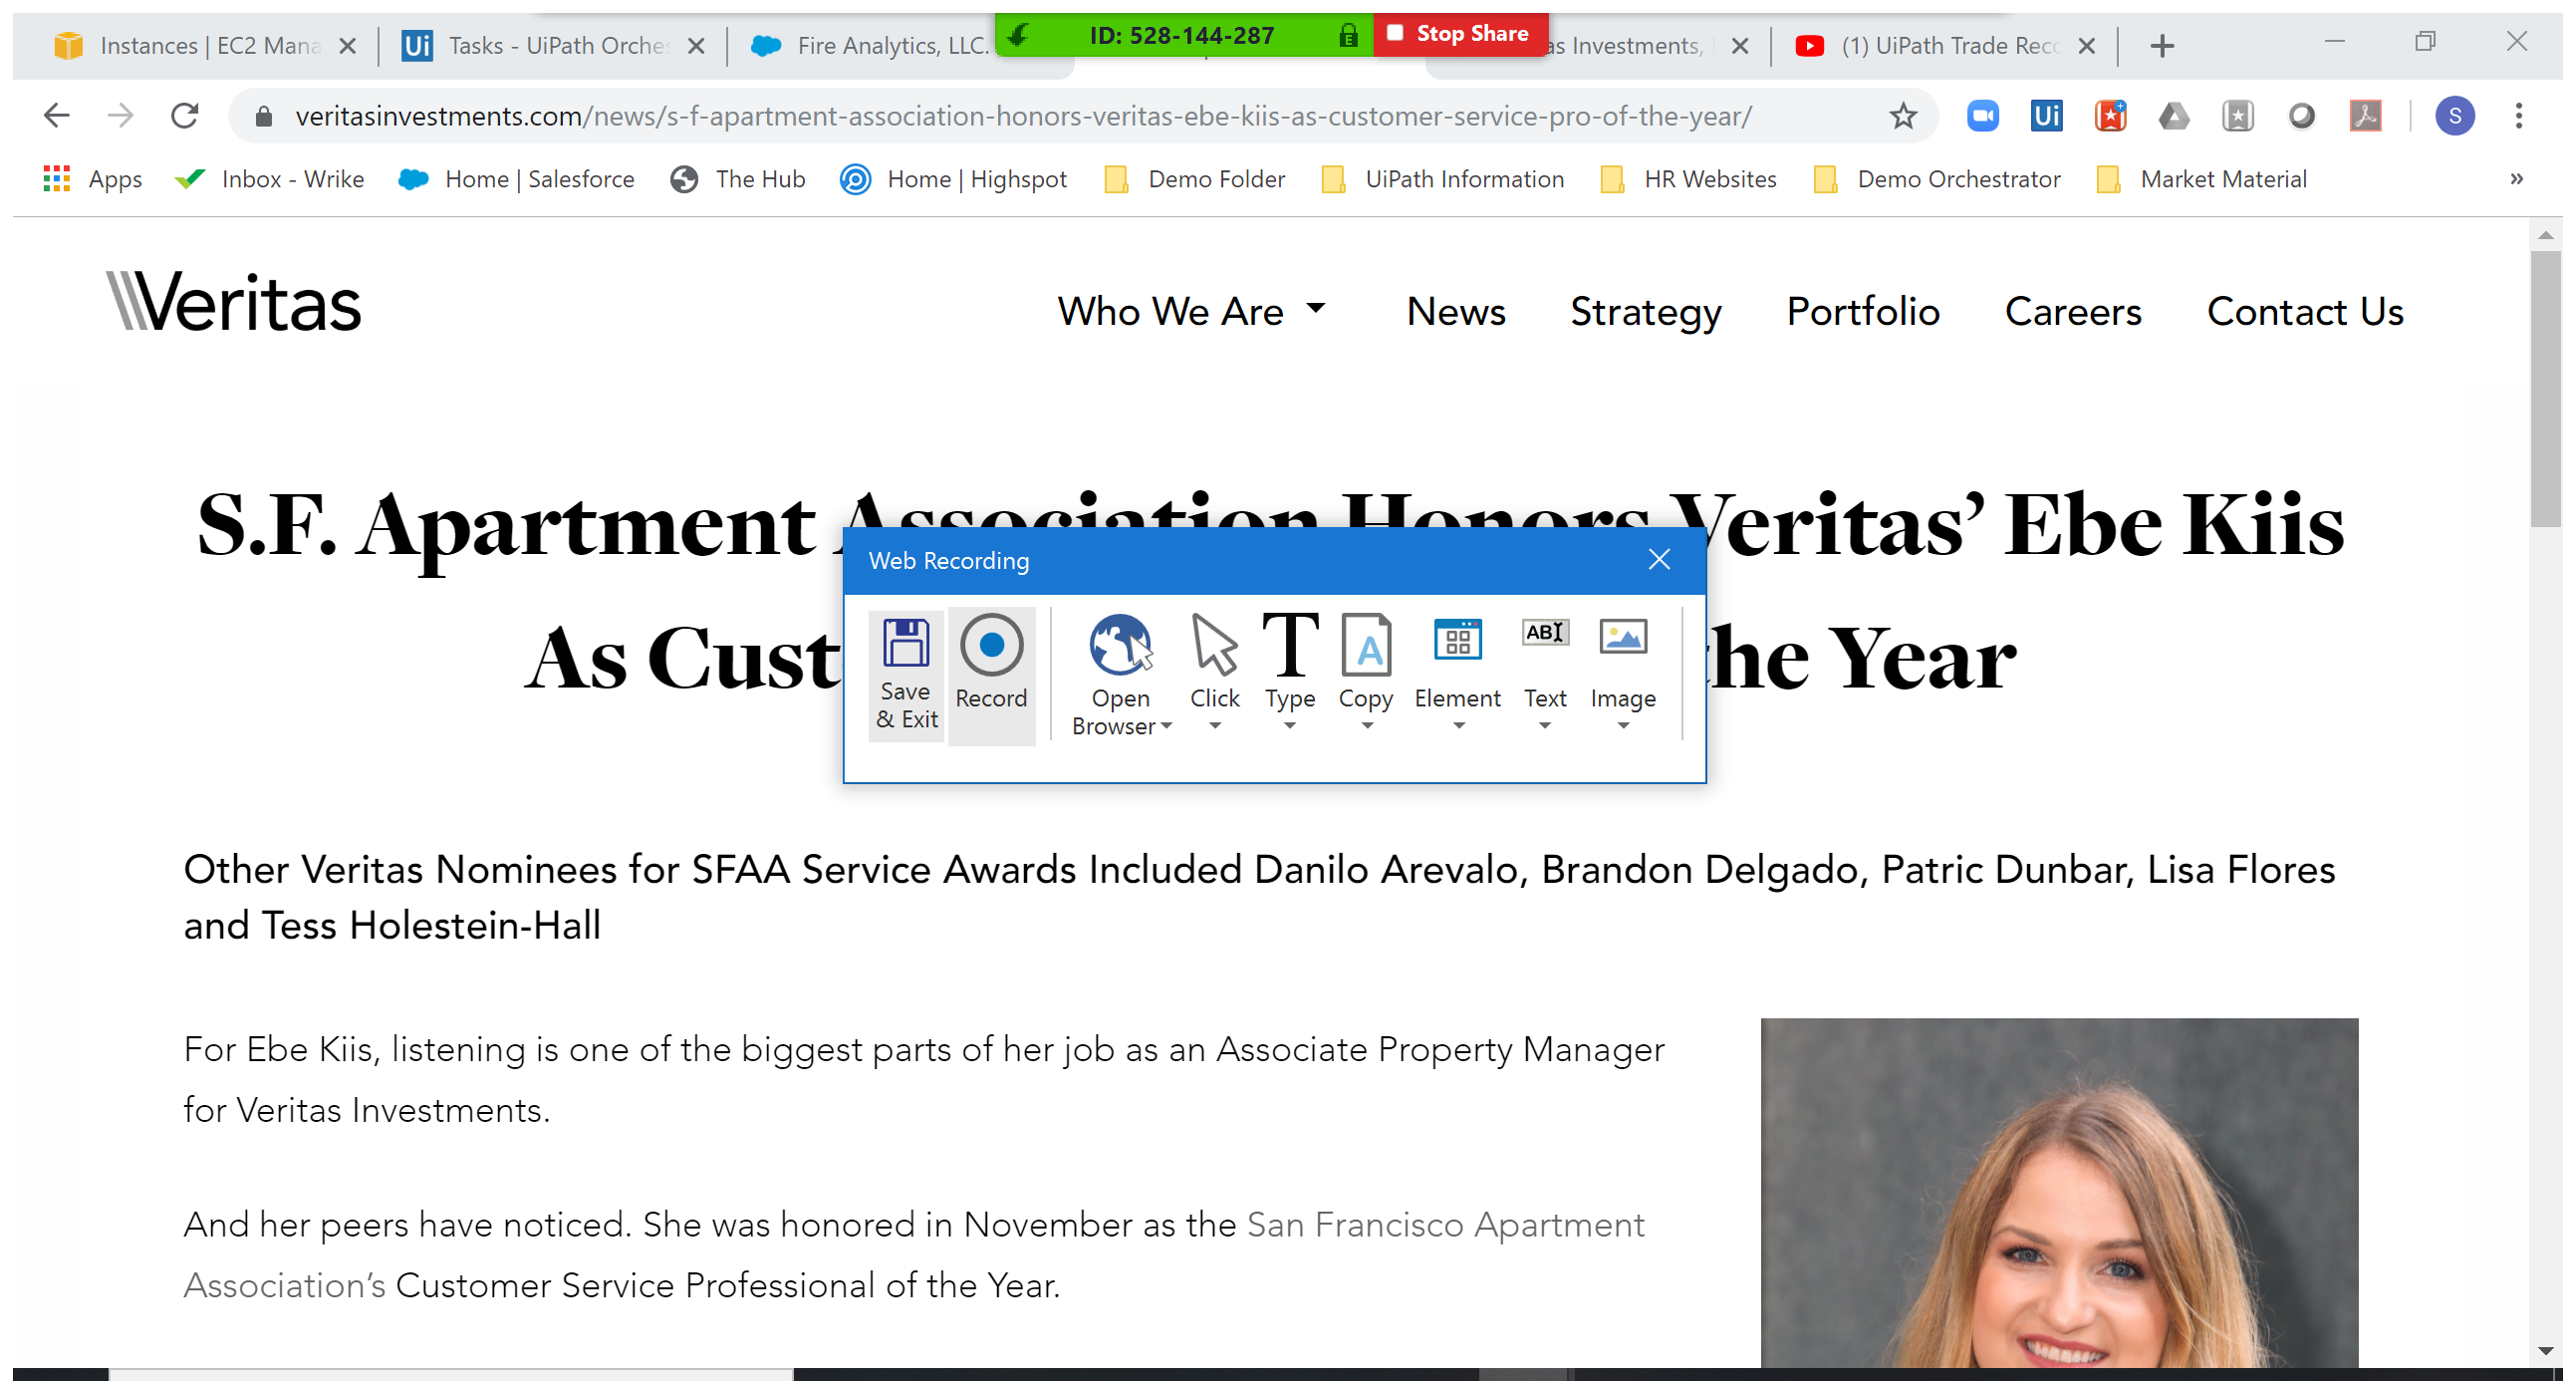 Instances | EC2 Mana
Ui Tasks - UiPath Orches
Fire Analytics, LLC.
ID: 528-144-287
Stop Share
as Investments,
(1) UiPath Trade Reco
veritasinvestments.com/news/s-f-apartment-association-honors-veritas-ebe-kiis-as-customer-service-pro-of-the-year/
Ui
S
Apps Inbox - Wrike Home | Salesforce The Hub Home | Highspot Demo Folder UiPath Information HR Websites Demo Orchestrator Market Material »
Veritas
Who We Are News Strategy Portfolio Careers Contact Us
S.F. Apartment Association Honors Veritas’ Ebe Kiis
As Cust he Year
Web Recording
Save & Exit
Record
Open Browser
Click
Type
Copy
Element
Text
Image
Other Veritas Nominees for SFAA Service Awards Included Danilo Arevalo, Brandon Delgado, Patric Dunbar, Lisa Flores
and Tess Holestein-Hall
For Ebe Kiis, listening is one of the biggest parts of her job as an Associate Property Manager
for Veritas Investments.
And her peers have noticed. She was honored in November as the San Francisco Apartment
Association’s Customer Service Professional of the Year.